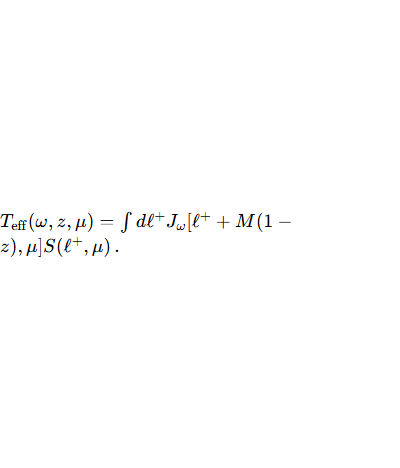 T_eff(ω, z, μ) = ∫ dℓ⁺ J_ω[ℓ⁺ + M(1 −
z), μ]S(ℓ⁺, μ) .